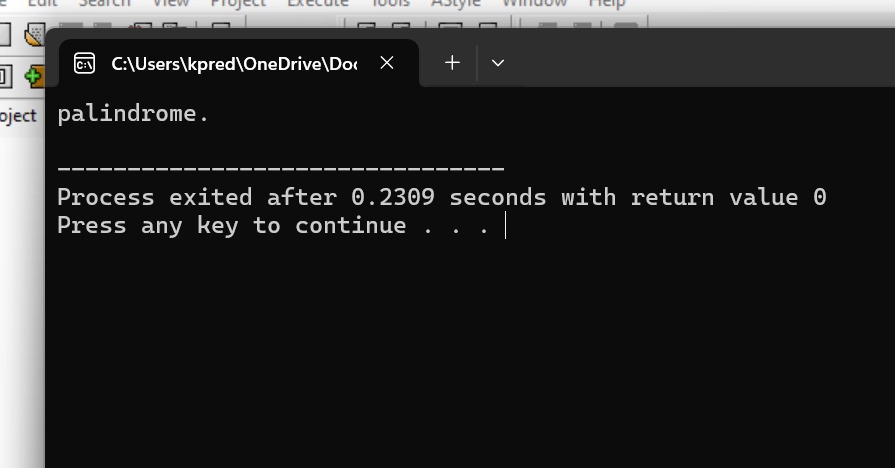 Edit Search View Project Execute Tools AStyle Window Help
C:\Users\kpred\OneDrive\Doc
oject
palindrome.
--------------------------------
Process exited after 0.2309 seconds with return value 0
Press any key to continue . . .